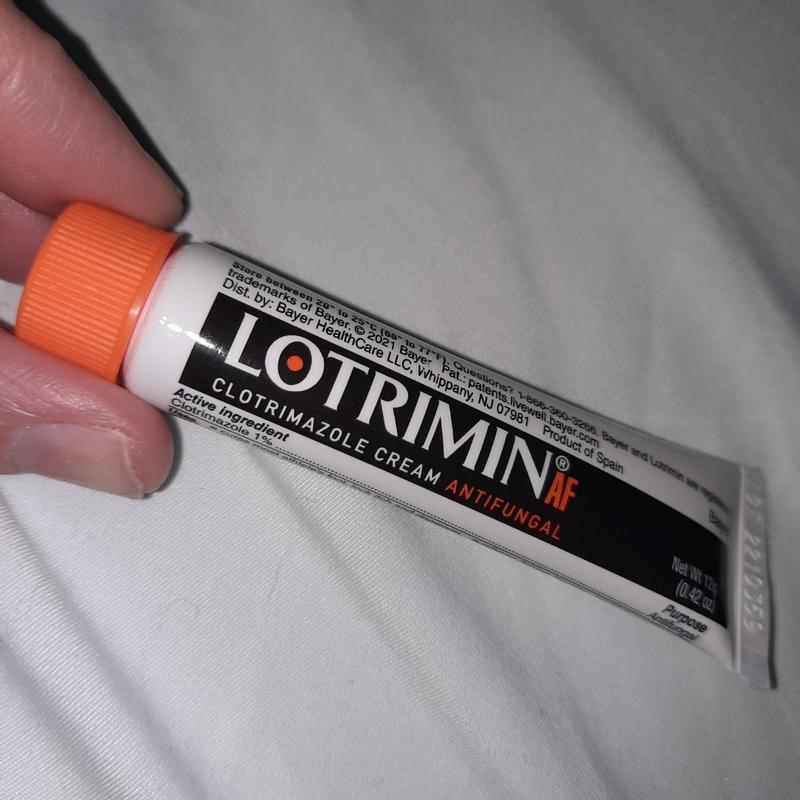 Store between 20° to 25°C (68° to 77°F). Questions? 1-866-360-3266. Bayer and Lotrimin are registered
trademarks of Bayer. © 2021 Bayer Pat.: patents.livewell.bayer.com
Dist. by: Bayer HealthCare LLC, Whippany, NJ 07981 Product of Spain
LOTRIMIN® AF
CLOTRIMAZOLE CREAM ANTIFUNGAL
Net Wt 12g
(0.42 oz)
Active ingredient
Clotrimazole 1%
Purpose
Antifungal